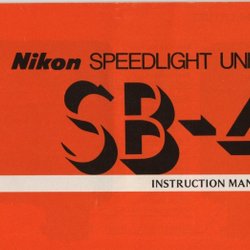 Nikon SPEEDLIGHT UNI
SB-4
INSTRUCTION MAN